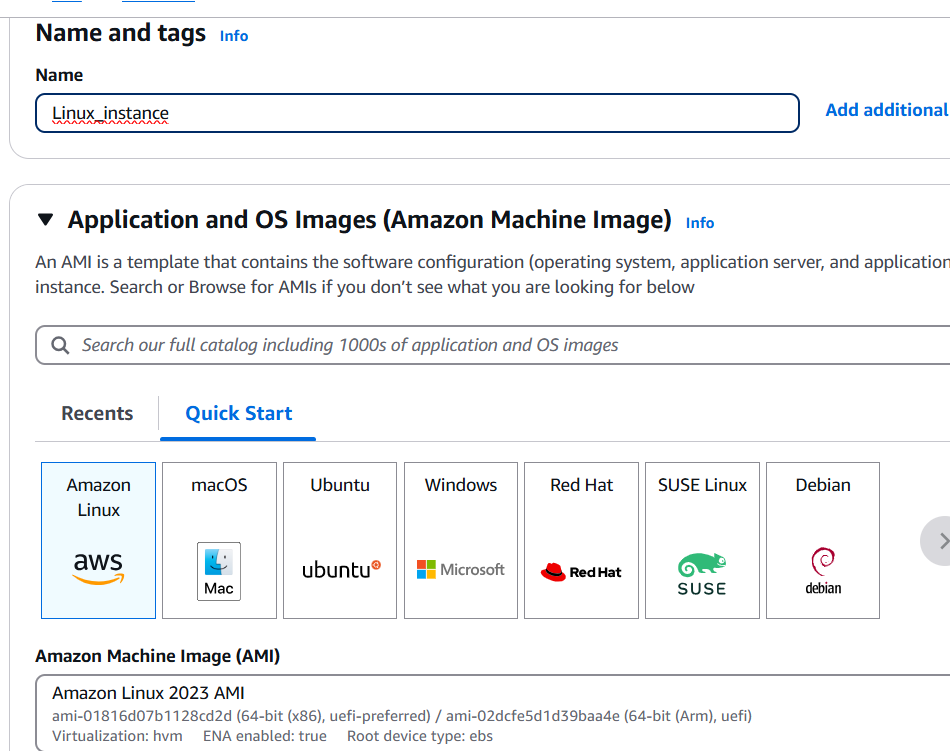 Name and tags Info
Name
Linux_instance
Add additional
Application and OS Images (Amazon Machine Image) Info
An AMI is a template that contains the software configuration (operating system, application server, and application
instance. Search or Browse for AMIs if you don’t see what you are looking for below
Search our full catalog including 1000s of application and OS images
Recents Quick Start
Amazon Linux
aws
macOS
Mac
Ubuntu
ubuntu
Windows
Microsoft
Red Hat
Red Hat
SUSE Linux
SUSE
Debian
debian
Amazon Machine Image (AMI)
Amazon Linux 2023 AMI
ami-01816d07b1128cd2d (64-bit (x86), uefi-preferred) / ami-02dcfe5d1d39baa4e (64-bit (Arm), uefi)
Virtualization: hvm ENA enabled: true Root device type: ebs